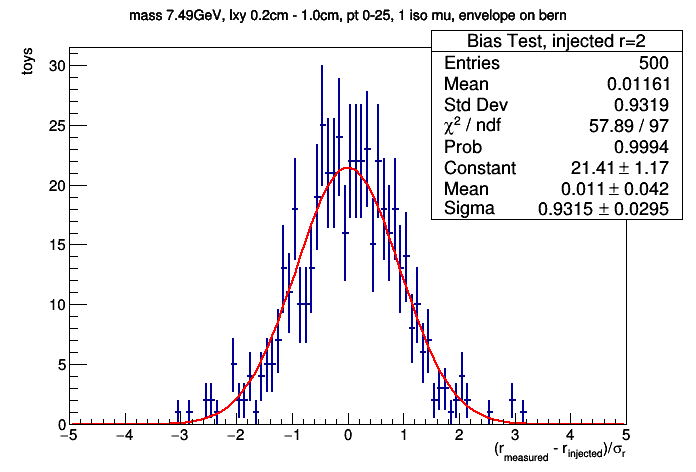 mass 7.49GeV, lxy 0.2cm - 1.0cm, pt 0-25, 1 iso mu, envelope on bern
Bias Test, injected r=2
Entries 500
Mean 0.01161
Std Dev 0.9319
χ² / ndf 57.89 / 97
Prob 0.9994
Constant 21.41 ± 1.17
Mean 0.011 ± 0.042
Sigma 0.9315 ± 0.0295
toys
30
25
20
15
10
5
0
−5 −4 −3 −2 −1 0 1 2 3 4 5
(r_measured - r_injected)/σ_r